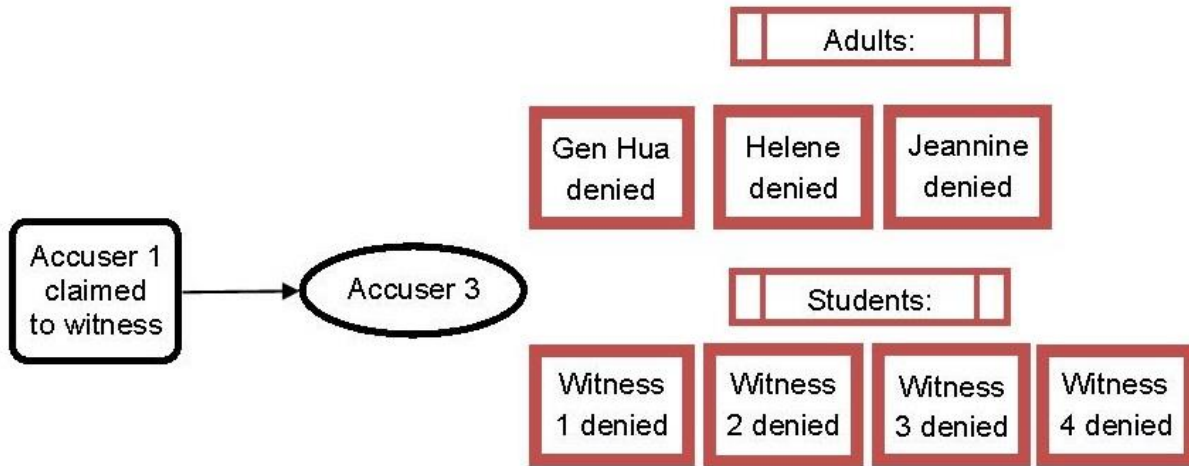 Adults:
Gen Hua
denied
Helene
denied
Jeannine
denied
Accuser 1
claimed
to witness
Accuser 3
Students:
Witness
1 denied
Witness
2 denied
Witness
3 denied
Witness
4 denied